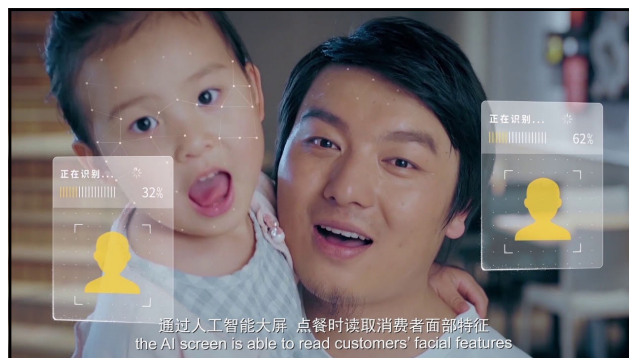 正在识别...
62%
正在识别...
32%
通过人工智能大屏 点餐时读取消费者面部特征
the AI screen is able to read customers' facial features